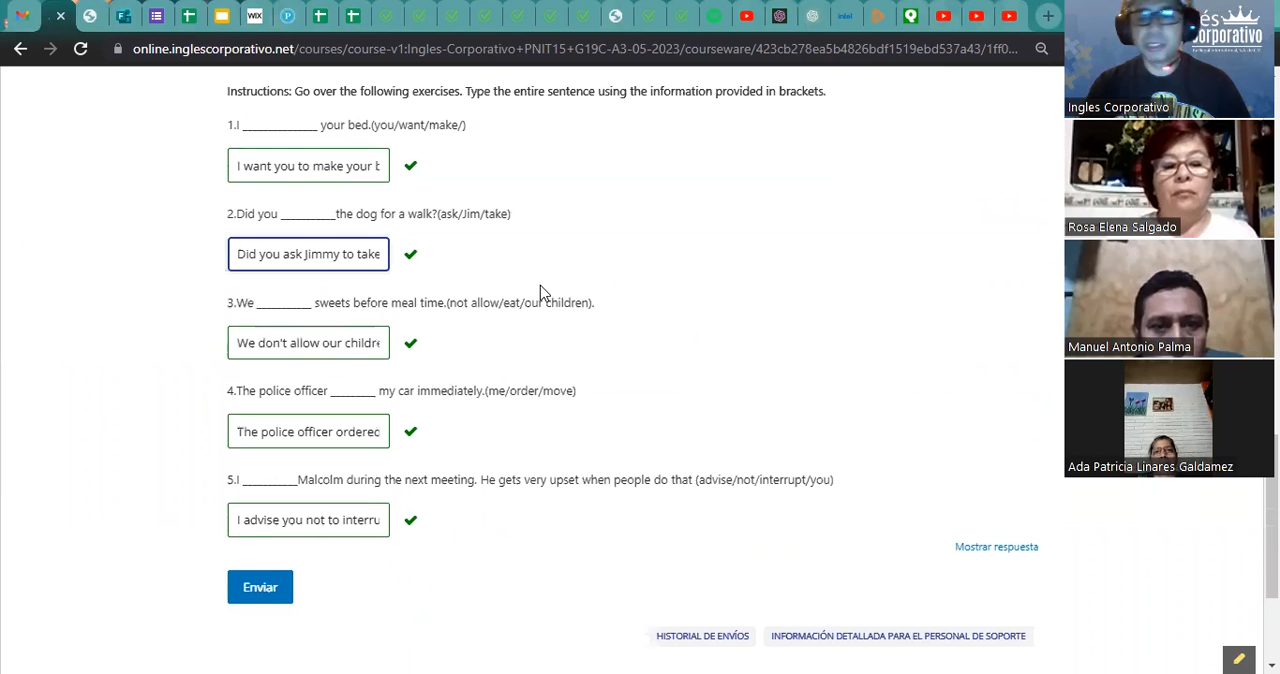 WIX
P
intel
online.inglescorporativo.net/courses/course-v1:Ingles-Corporativo+PNIT15+G19C-A3-05-2023/courseware/423cb278ea5b4826bdf1519ebd537a43/1ff0...
Instructions: Go over the following exercises. Type the entire sentence using the information provided in brackets.
1.I ______________ your bed.(you/want/make/)
I want you to make your b
2.Did you __________the dog for a walk?(ask/Jim/take)
Did you ask Jimmy to take
3.We __________ sweets before meal time.(not allow/eat/our children).
We don't allow our childre
4.The police officer ________ my car immediately.(me/order/move)
The police officer ordered
5.I __________Malcolm during the next meeting. He gets very upset when people do that (advise/not/interrupt/you)
I advise you not to interru
Mostrar respuesta
Enviar
HISTORIAL DE ENVÍOS
INFORMACIÓN DETALLADA PARA EL PERSONAL DE SOPORTE
Ingles Corporativo
Rosa Elena Salgado
Manuel Antonio Palma
Ada Patricia Linares Galdamez